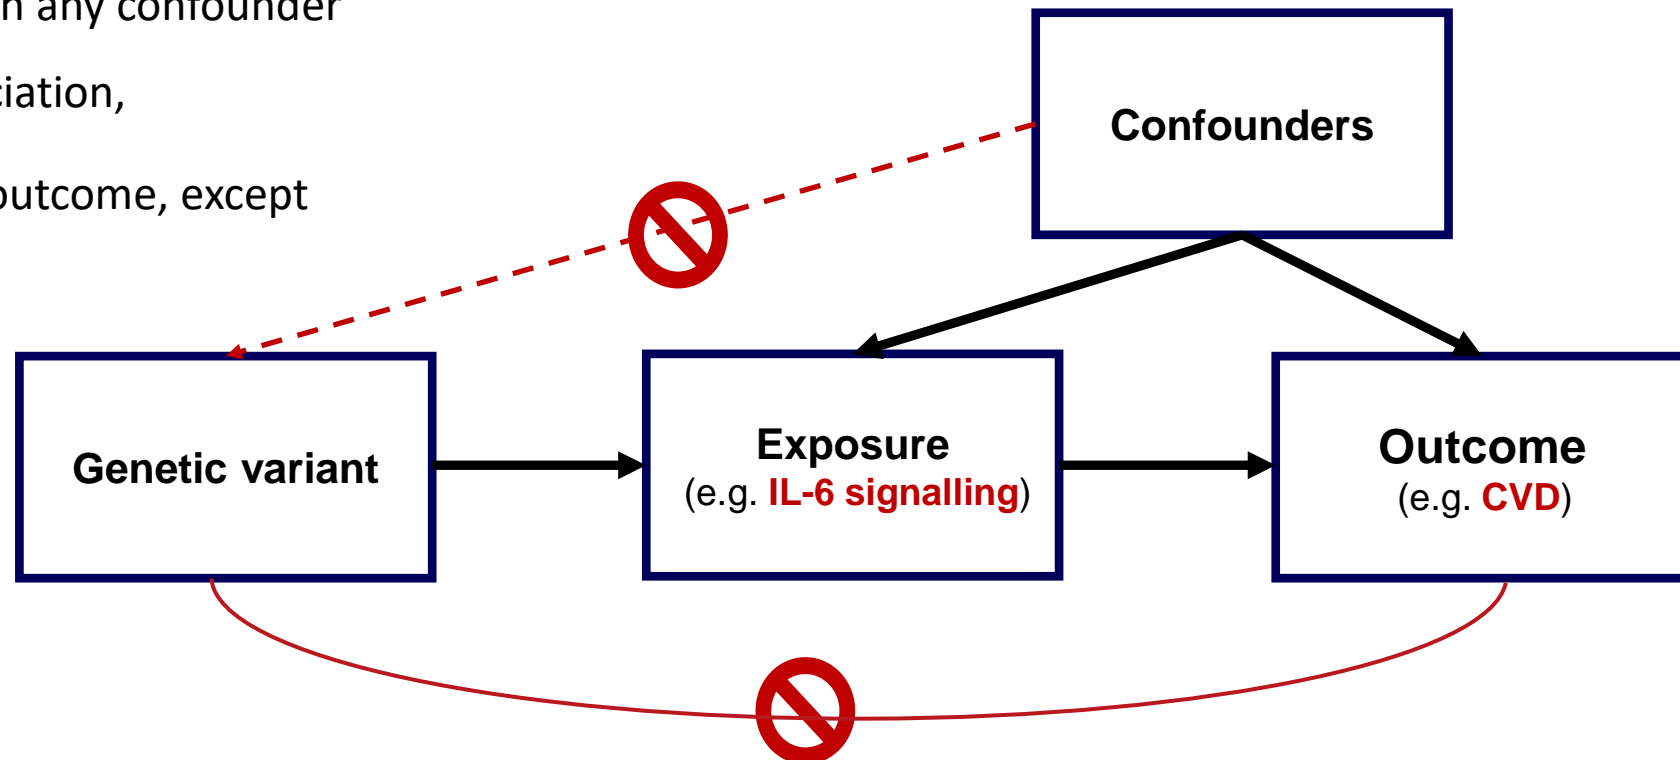 n any confounder
ciation,
outcome, except
Confounders
Genetic variant
Exposure
(e.g. IL-6 signalling)
Outcome
(e.g. CVD)